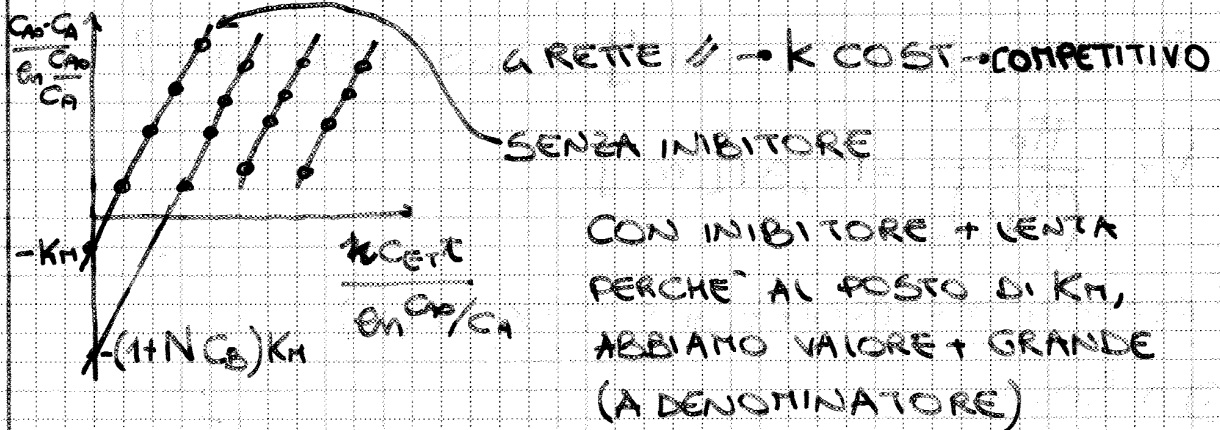 CA0-CA
ln CA0
CA
4 RETTE // → k COST → COMPETITIVO
SENZA INIBITORE
-KM
k CET t
ln CA0/CA
-(1+N CB)KM
CON INIBITORE + LENTA
PERCHE` AL POSTO DI KM,
ABBIAMO VALORE + GRANDE
(A DENOMINATORE)